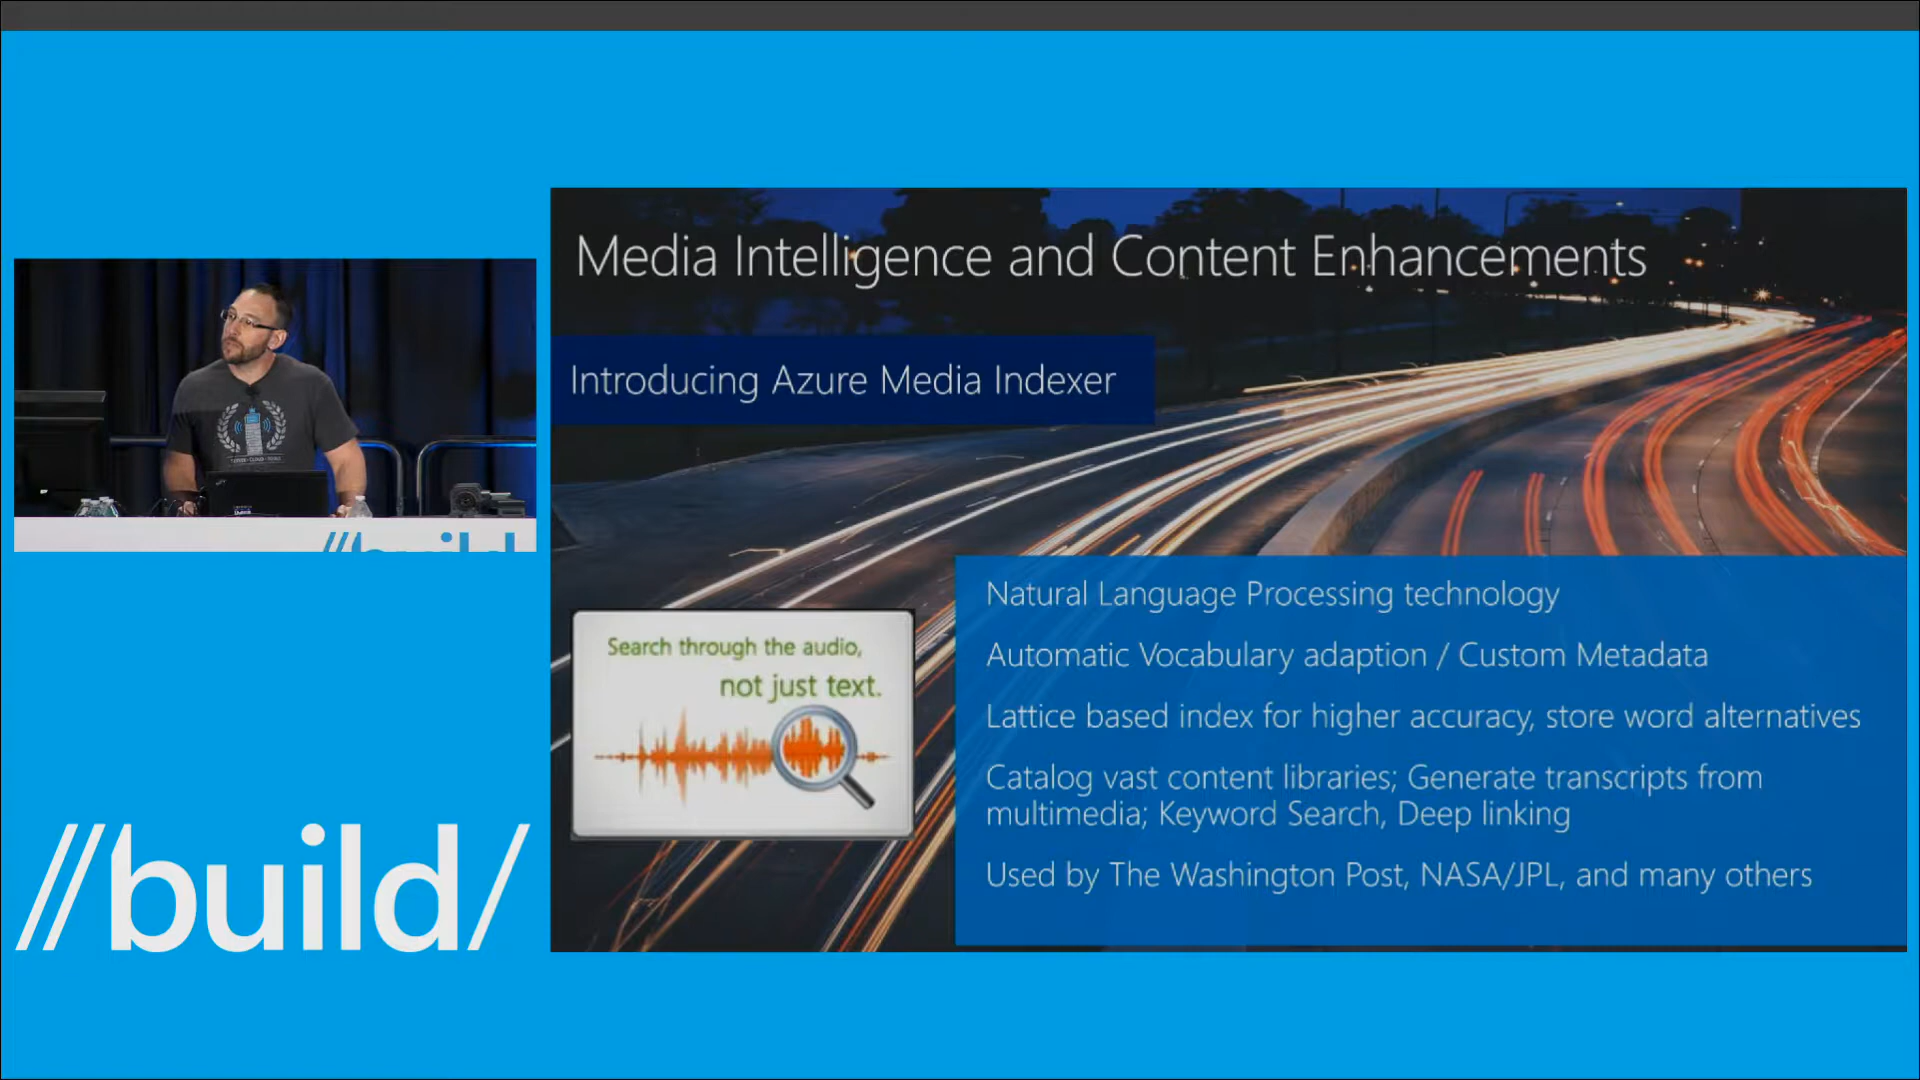 Media Intelligence and Content Enhancements
Introducing Azure Media Indexer
Search through the audio,
not just text.
Natural Language Processing technology
Automatic Vocabulary adaption / Custom Metadata
Lattice based index for higher accuracy, store word alternatives
Catalog vast content libraries; Generate transcripts from
multimedia; Keyword Search, Deep linking
Used by The Washington Post, NASA/JPL, and many others
//build
//build/